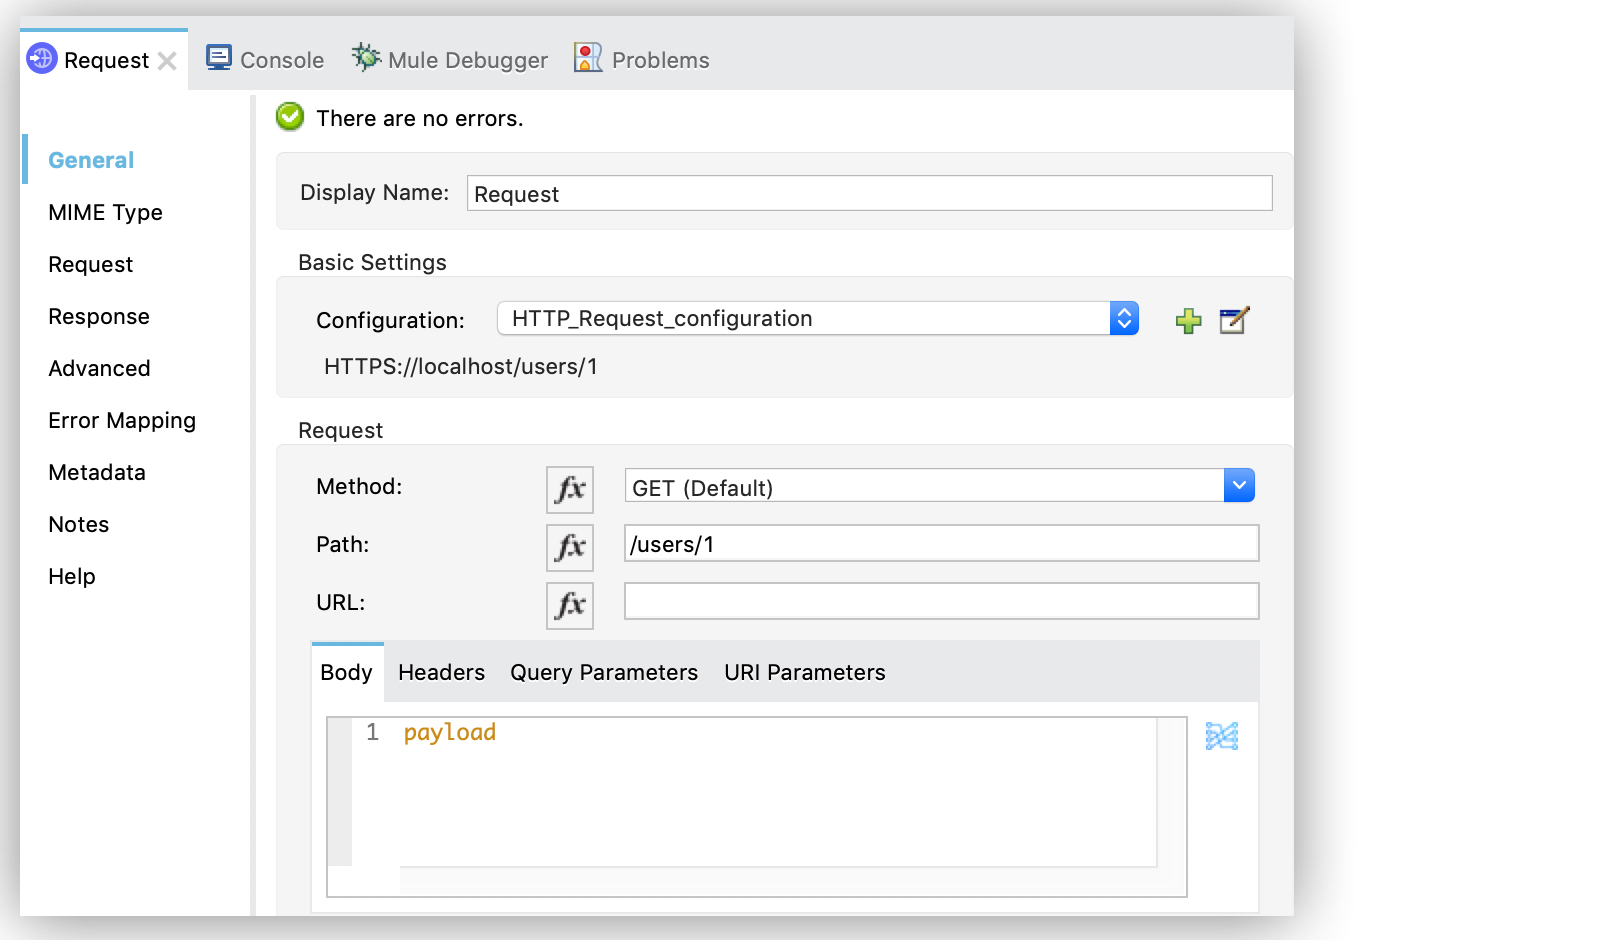 Request Console Mule Debugger Problems
There are no errors.
General
MIME Type
Request
Response
Advanced
Error Mapping
Metadata
Notes
Help
Display Name: Request
Basic Settings
Configuration: HTTP_Request_configuration
HTTPS://localhost/users/1
Request
Method: fx GET (Default)
Path: fx /users/1
URL: fx
Body Headers Query Parameters URI Parameters
1 payload